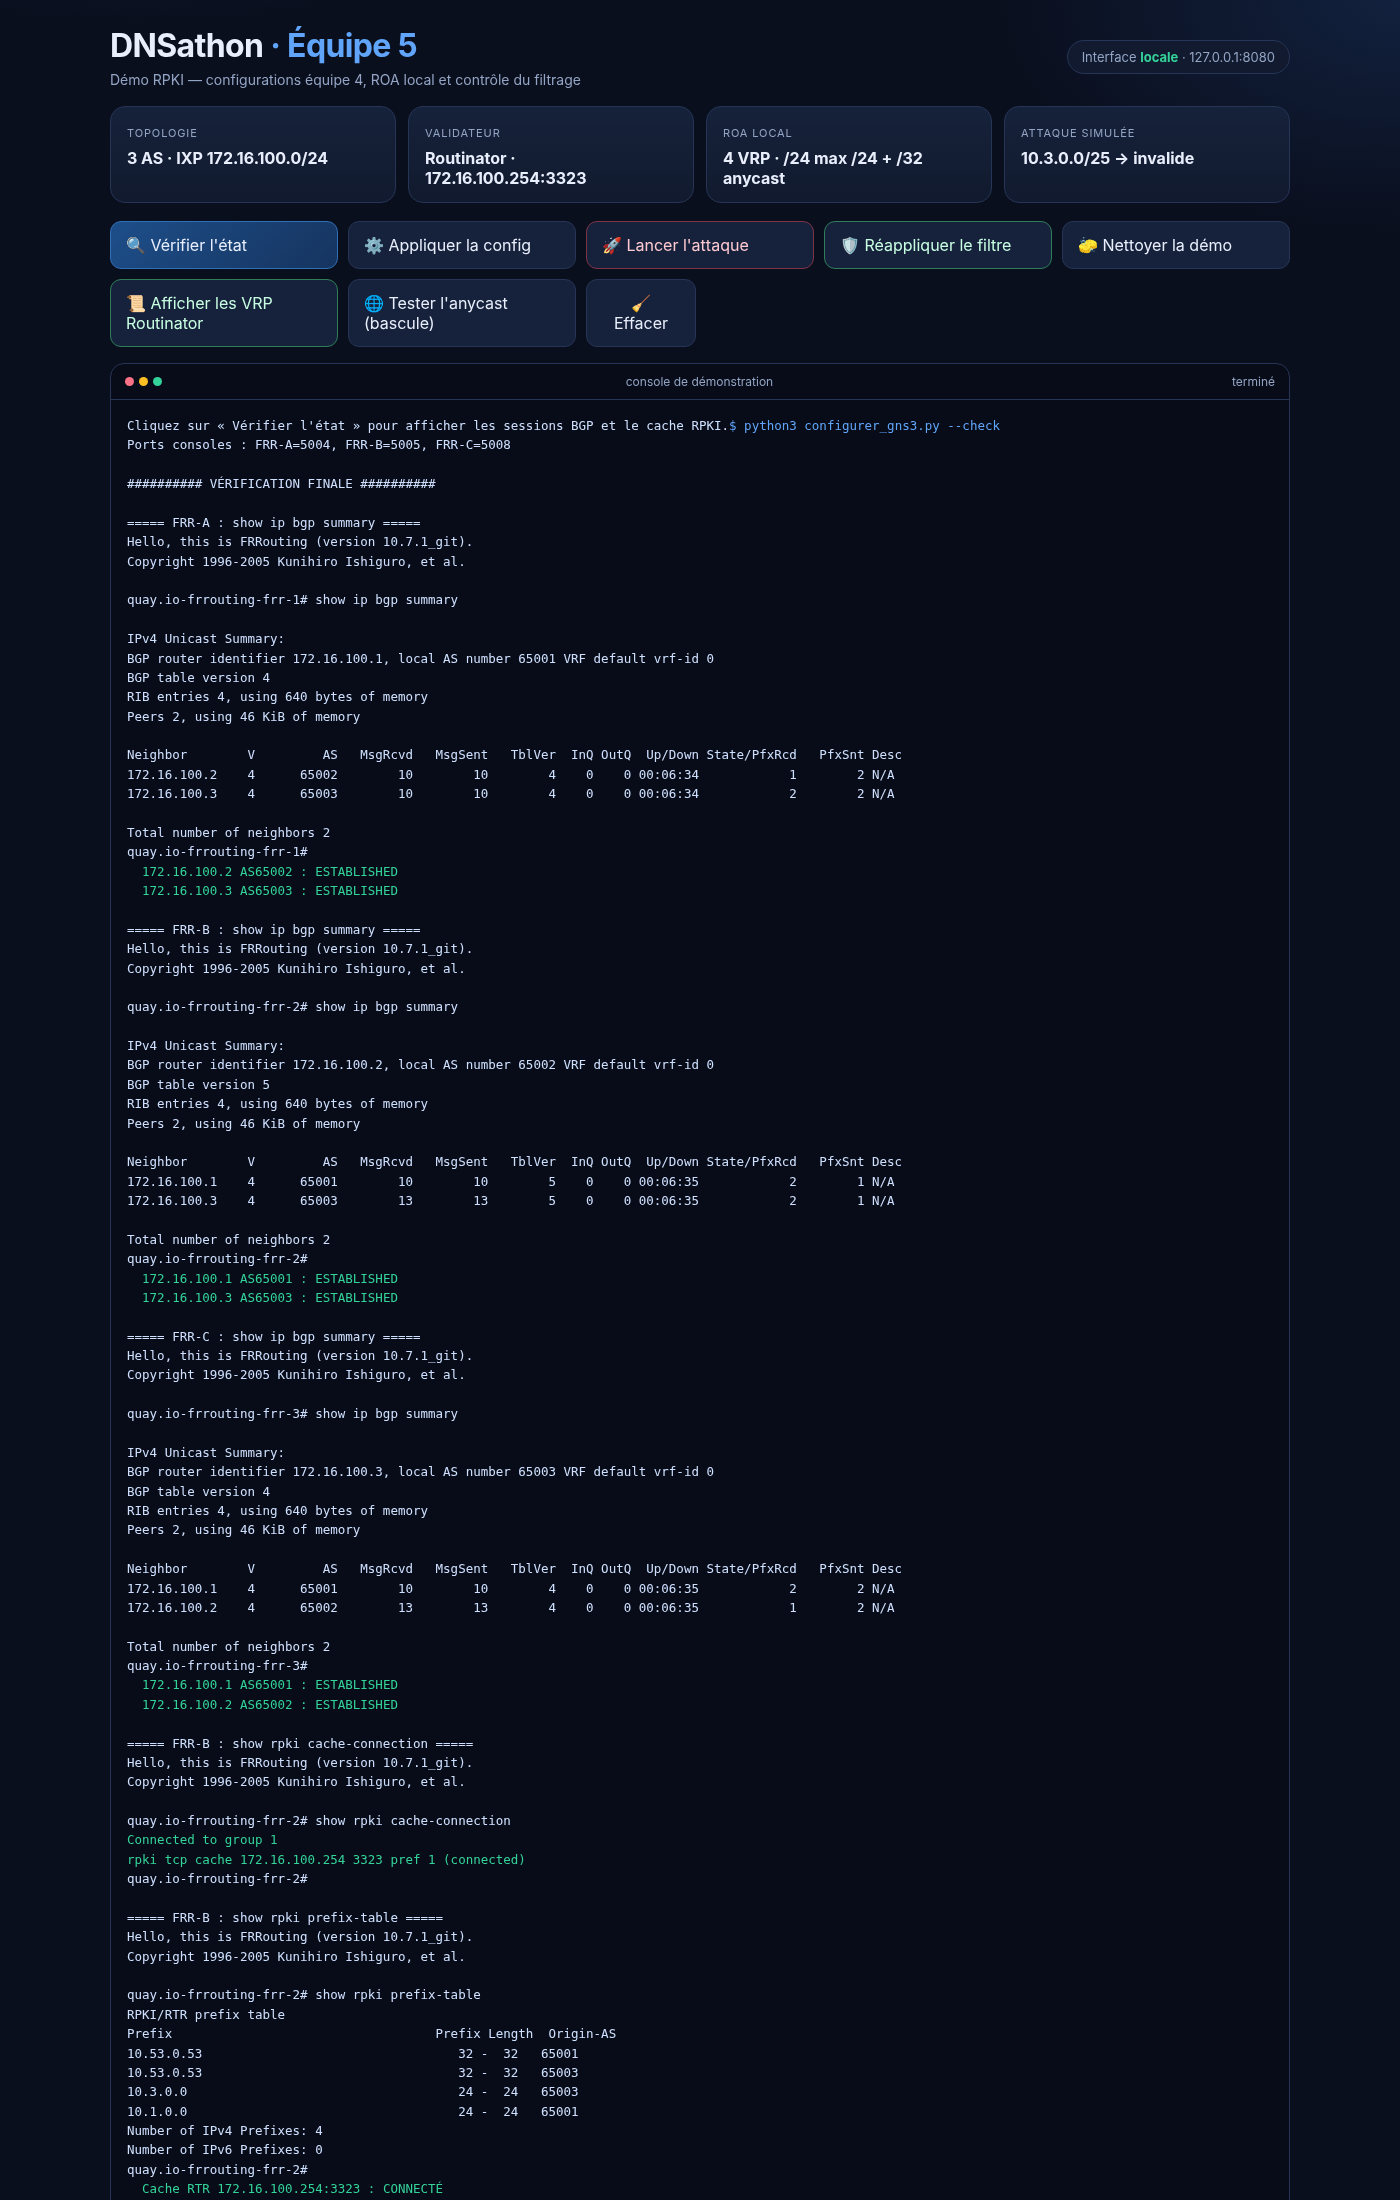 DNSathon · Équipe 5
Démo RPKI — configurations équipe 4, ROA local et contrôle du filtrage
Interface locale · 127.0.0.1:8080
TOPOLOGIE
3 AS · IXP 172.16.100.0/24
VALIDATEUR
Routinator ·
172.16.100.254:3323
ROA LOCAL
4 VRP · /24 max /24 + /32
anycast
ATTAQUE SIMULÉE
10.3.0.0/25 → invalide
🔍 Vérifier l'état
⚙️ Appliquer la config
🚀 Lancer l'attaque
🛡️ Réappliquer le filtre
🧽 Nettoyer la démo
📜 Afficher les VRP
Routinator
🌐 Tester l'anycast
(bascule)
🧹
Effacer
console de démonstration
terminé
Cliquez sur « Vérifier l'état » pour afficher les sessions BGP et le cache RPKI.$ python3 configurer_gns3.py --check
Ports consoles : FRR-A=5004, FRR-B=5005, FRR-C=5008
########## VÉRIFICATION FINALE ##########
===== FRR-A : show ip bgp summary =====
Hello, this is FRRouting (version 10.7.1_git).
Copyright 1996-2005 Kunihiro Ishiguro, et al.
quay.io-frrouting-frr-1# show ip bgp summary
IPv4 Unicast Summary:
BGP router identifier 172.16.100.1, local AS number 65001 VRF default vrf-id 0
BGP table version 4
RIB entries 4, using 640 bytes of memory
Peers 2, using 46 KiB of memory
Neighbor        V         AS   MsgRcvd   MsgSent   TblVer  InQ OutQ  Up/Down State/PfxRcd   PfxSnt Desc
172.16.100.2    4      65002        10        10        4    0    0 00:06:34            1        2 N/A
172.16.100.3    4      65003        10        10        4    0    0 00:06:34            2        2 N/A
Total number of neighbors 2
quay.io-frrouting-frr-1#
172.16.100.2 AS65002 : ESTABLISHED
172.16.100.3 AS65003 : ESTABLISHED
===== FRR-B : show ip bgp summary =====
Hello, this is FRRouting (version 10.7.1_git).
Copyright 1996-2005 Kunihiro Ishiguro, et al.
quay.io-frrouting-frr-2# show ip bgp summary
IPv4 Unicast Summary:
BGP router identifier 172.16.100.2, local AS number 65002 VRF default vrf-id 0
BGP table version 5
RIB entries 4, using 640 bytes of memory
Peers 2, using 46 KiB of memory
Neighbor        V         AS   MsgRcvd   MsgSent   TblVer  InQ OutQ  Up/Down State/PfxRcd   PfxSnt Desc
172.16.100.1    4      65001        10        10        5    0    0 00:06:35            2        1 N/A
172.16.100.3    4      65003        13        13        5    0    0 00:06:35            2        1 N/A
Total number of neighbors 2
quay.io-frrouting-frr-2#
172.16.100.1 AS65001 : ESTABLISHED
172.16.100.3 AS65003 : ESTABLISHED
===== FRR-C : show ip bgp summary =====
Hello, this is FRRouting (version 10.7.1_git).
Copyright 1996-2005 Kunihiro Ishiguro, et al.
quay.io-frrouting-frr-3# show ip bgp summary
IPv4 Unicast Summary:
BGP router identifier 172.16.100.3, local AS number 65003 VRF default vrf-id 0
BGP table version 4
RIB entries 4, using 640 bytes of memory
Peers 2, using 46 KiB of memory
Neighbor        V         AS   MsgRcvd   MsgSent   TblVer  InQ OutQ  Up/Down State/PfxRcd   PfxSnt Desc
172.16.100.1    4      65001        10        10        4    0    0 00:06:35            2        2 N/A
172.16.100.2    4      65002        13        13        4    0    0 00:06:35            1        2 N/A
Total number of neighbors 2
quay.io-frrouting-frr-3#
172.16.100.1 AS65001 : ESTABLISHED
172.16.100.2 AS65002 : ESTABLISHED
===== FRR-B : show rpki cache-connection =====
Hello, this is FRRouting (version 10.7.1_git).
Copyright 1996-2005 Kunihiro Ishiguro, et al.
quay.io-frrouting-frr-2# show rpki cache-connection
Connected to group 1
rpki tcp cache 172.16.100.254 3323 pref 1 (connected)
quay.io-frrouting-frr-2#
===== FRR-B : show rpki prefix-table =====
Hello, this is FRRouting (version 10.7.1_git).
Copyright 1996-2005 Kunihiro Ishiguro, et al.
quay.io-frrouting-frr-2# show rpki prefix-table
RPKI/RTR prefix table
Prefix                                   Prefix Length  Origin-AS
10.53.0.53                                  32 -  32   65001
10.53.0.53                                  32 -  32   65003
10.3.0.0                                    24 -  24   65003
10.1.0.0                                    24 -  24   65001
Number of IPv4 Prefixes: 4
Number of IPv6 Prefixes: 0
quay.io-frrouting-frr-2#
Cache RTR 172.16.100.254:3323 : CONNECTÉ